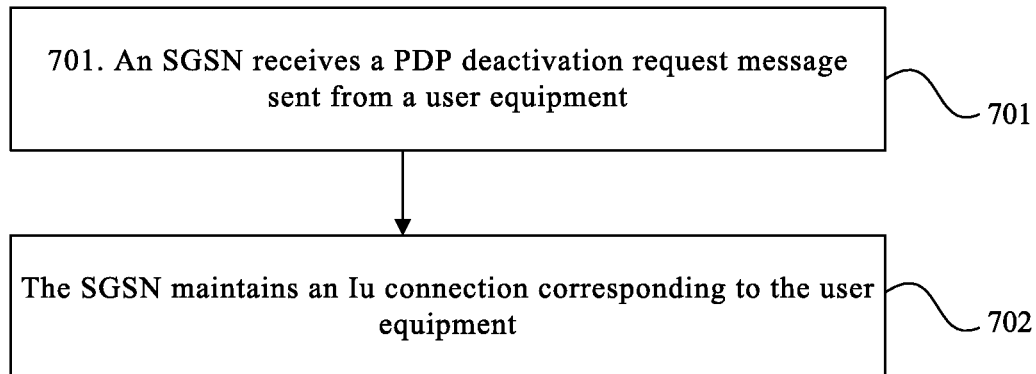 701. An SGSN receives a PDP deactivation request message
sent from a user equipment
701
The SGSN maintains an Iu connection corresponding to the user
equipment
702